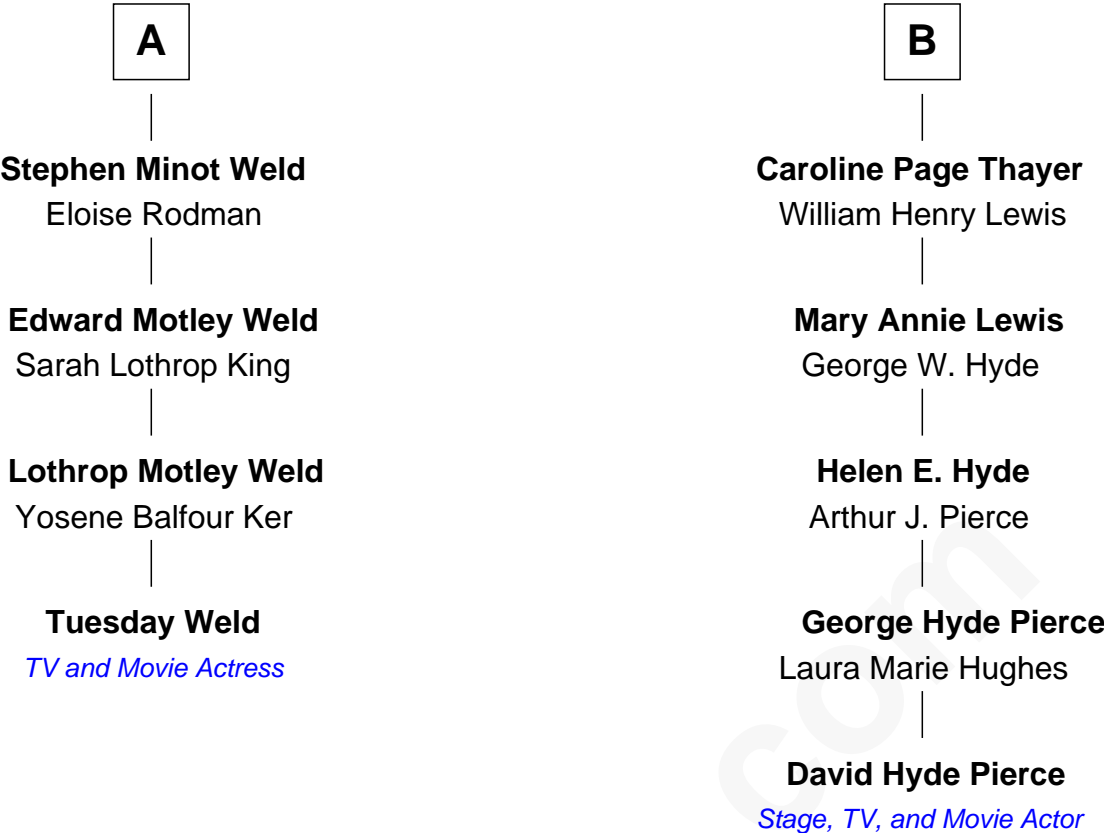 A
Stephen Minot Weld
Eloise Rodman
Edward Motley Weld
Sarah Lothrop King
Lothrop Motley Weld
Yosene Balfour Ker
Tuesday Weld
TV and Movie Actress
B
Caroline Page Thayer
William Henry Lewis
Mary Annie Lewis
George W. Hyde
Helen E. Hyde
Arthur J. Pierce
George Hyde Pierce
Laura Marie Hughes
David Hyde Pierce
Stage, TV, and Movie Actor
com